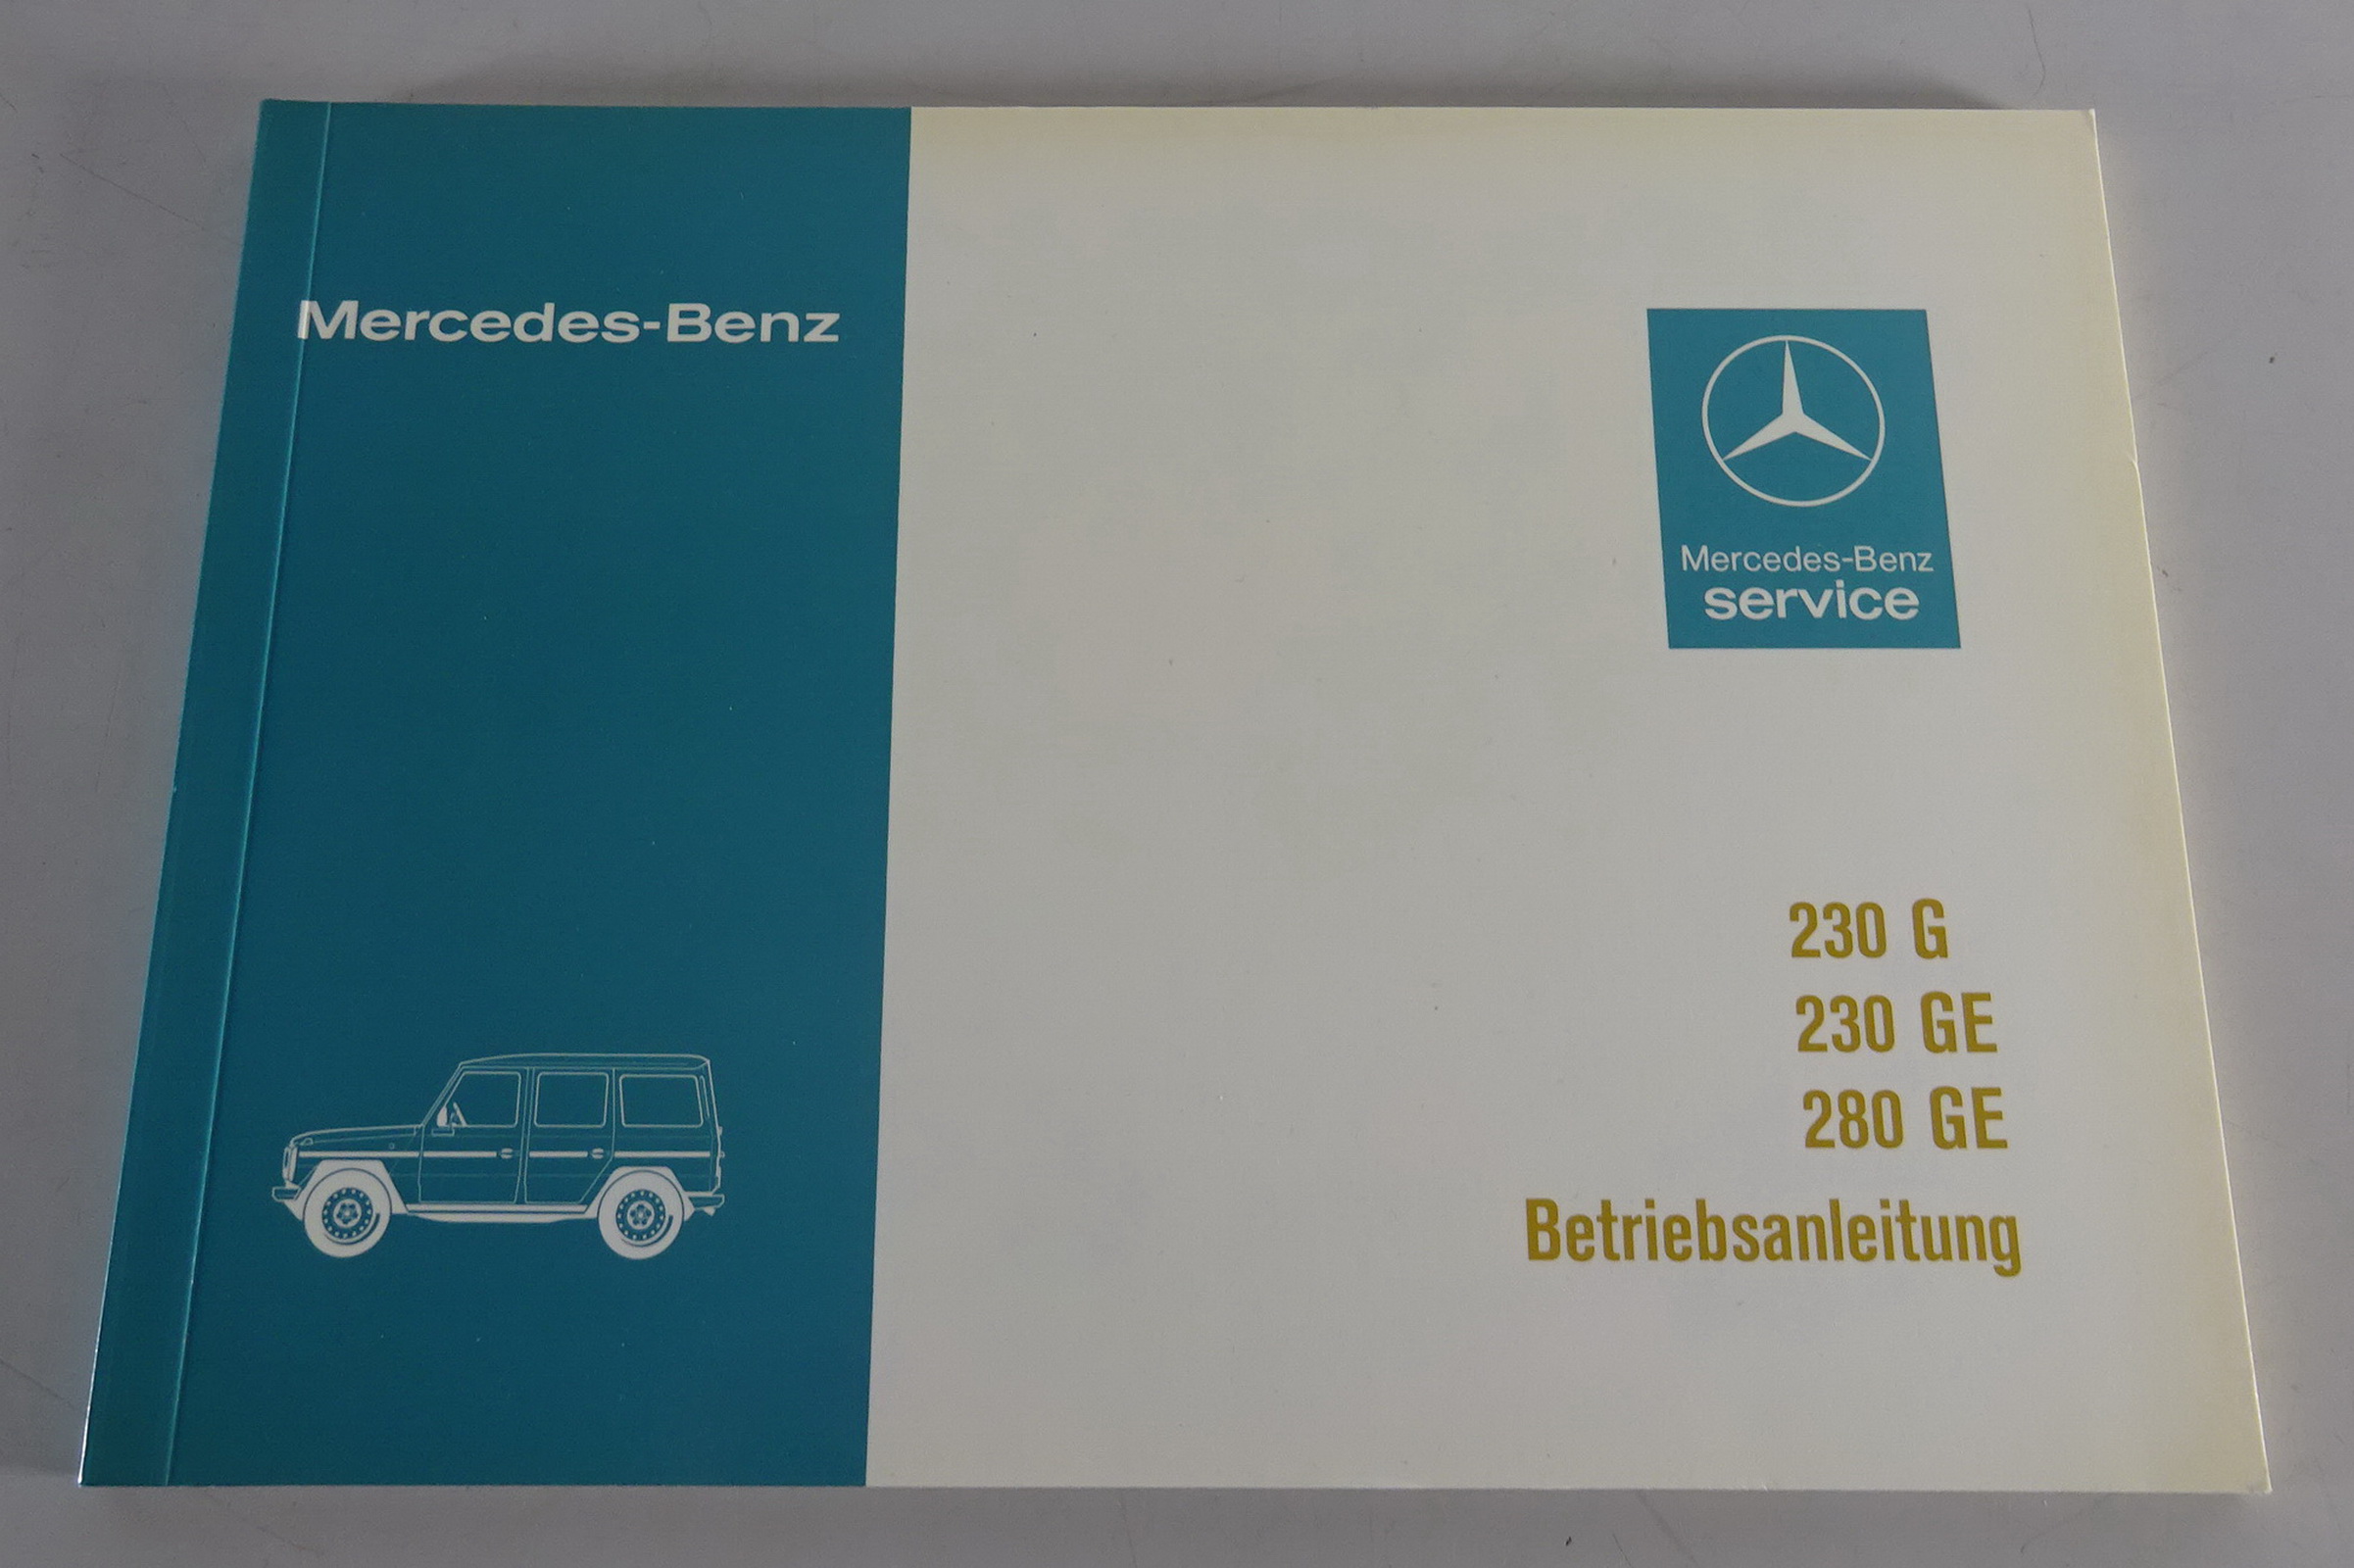 Mercedes-Benz
Mercedes-Benz
service
230 G
230 GE
280 GE
Betriebsanleitung